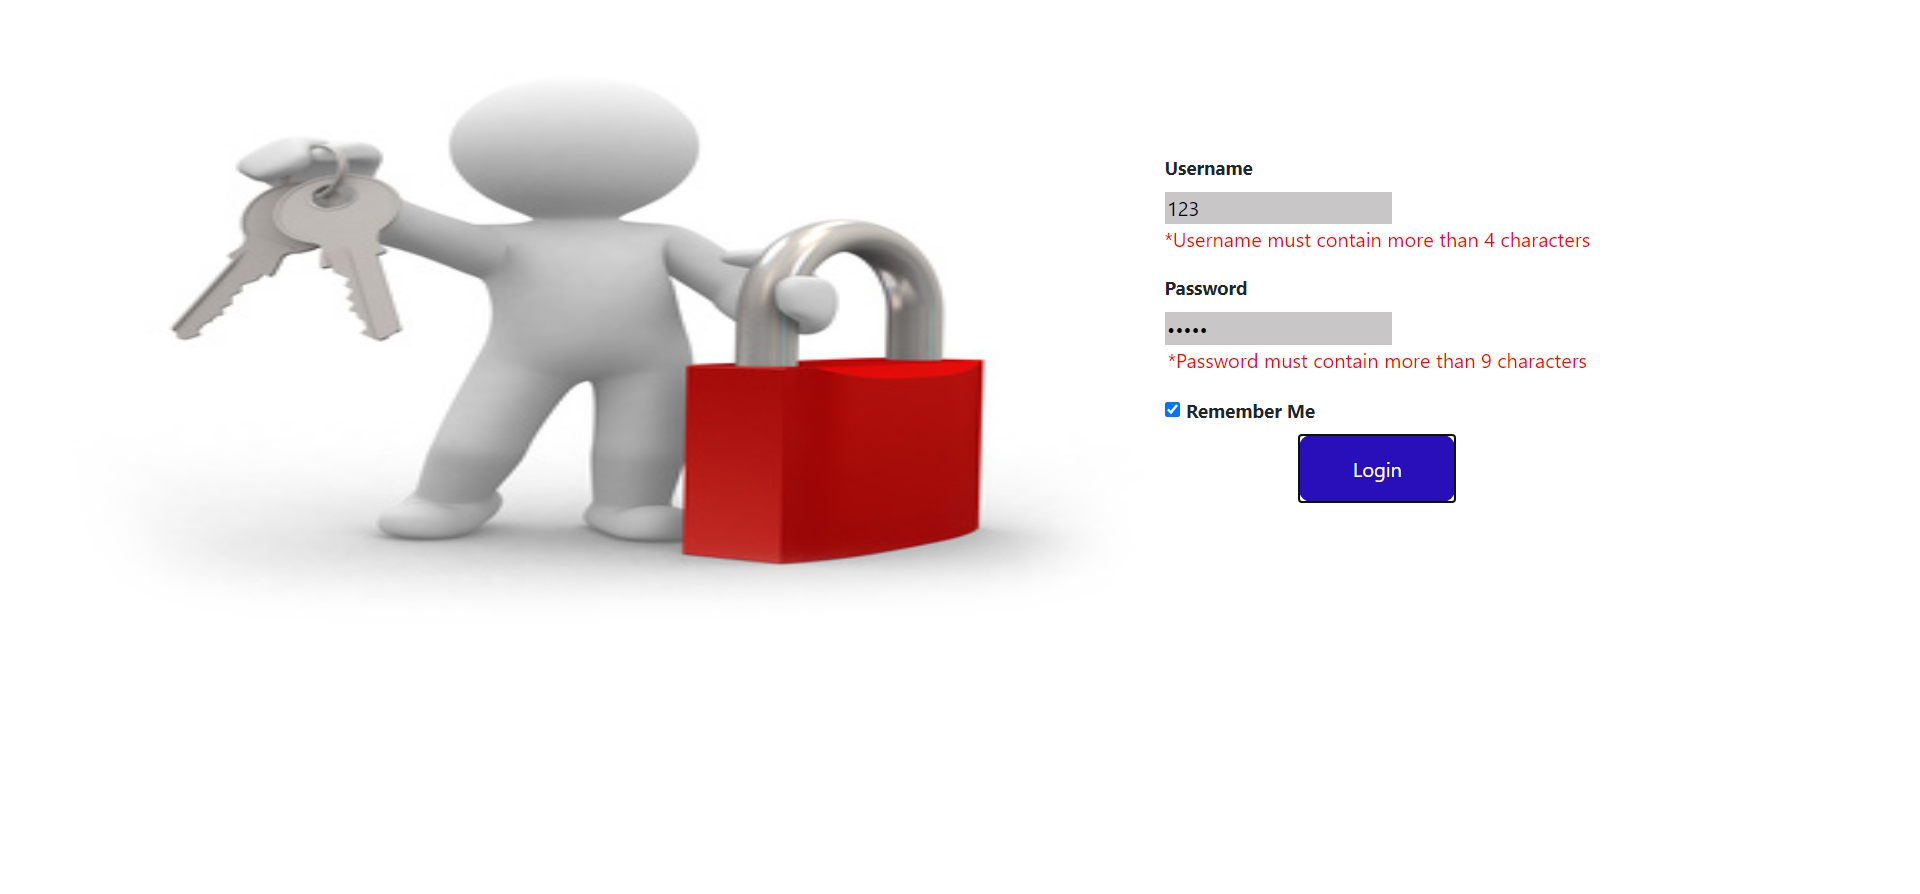 Username
123
*Username must contain more than 4 characters
Password
•••••
*Password must contain more than 9 characters
Remember Me
Login